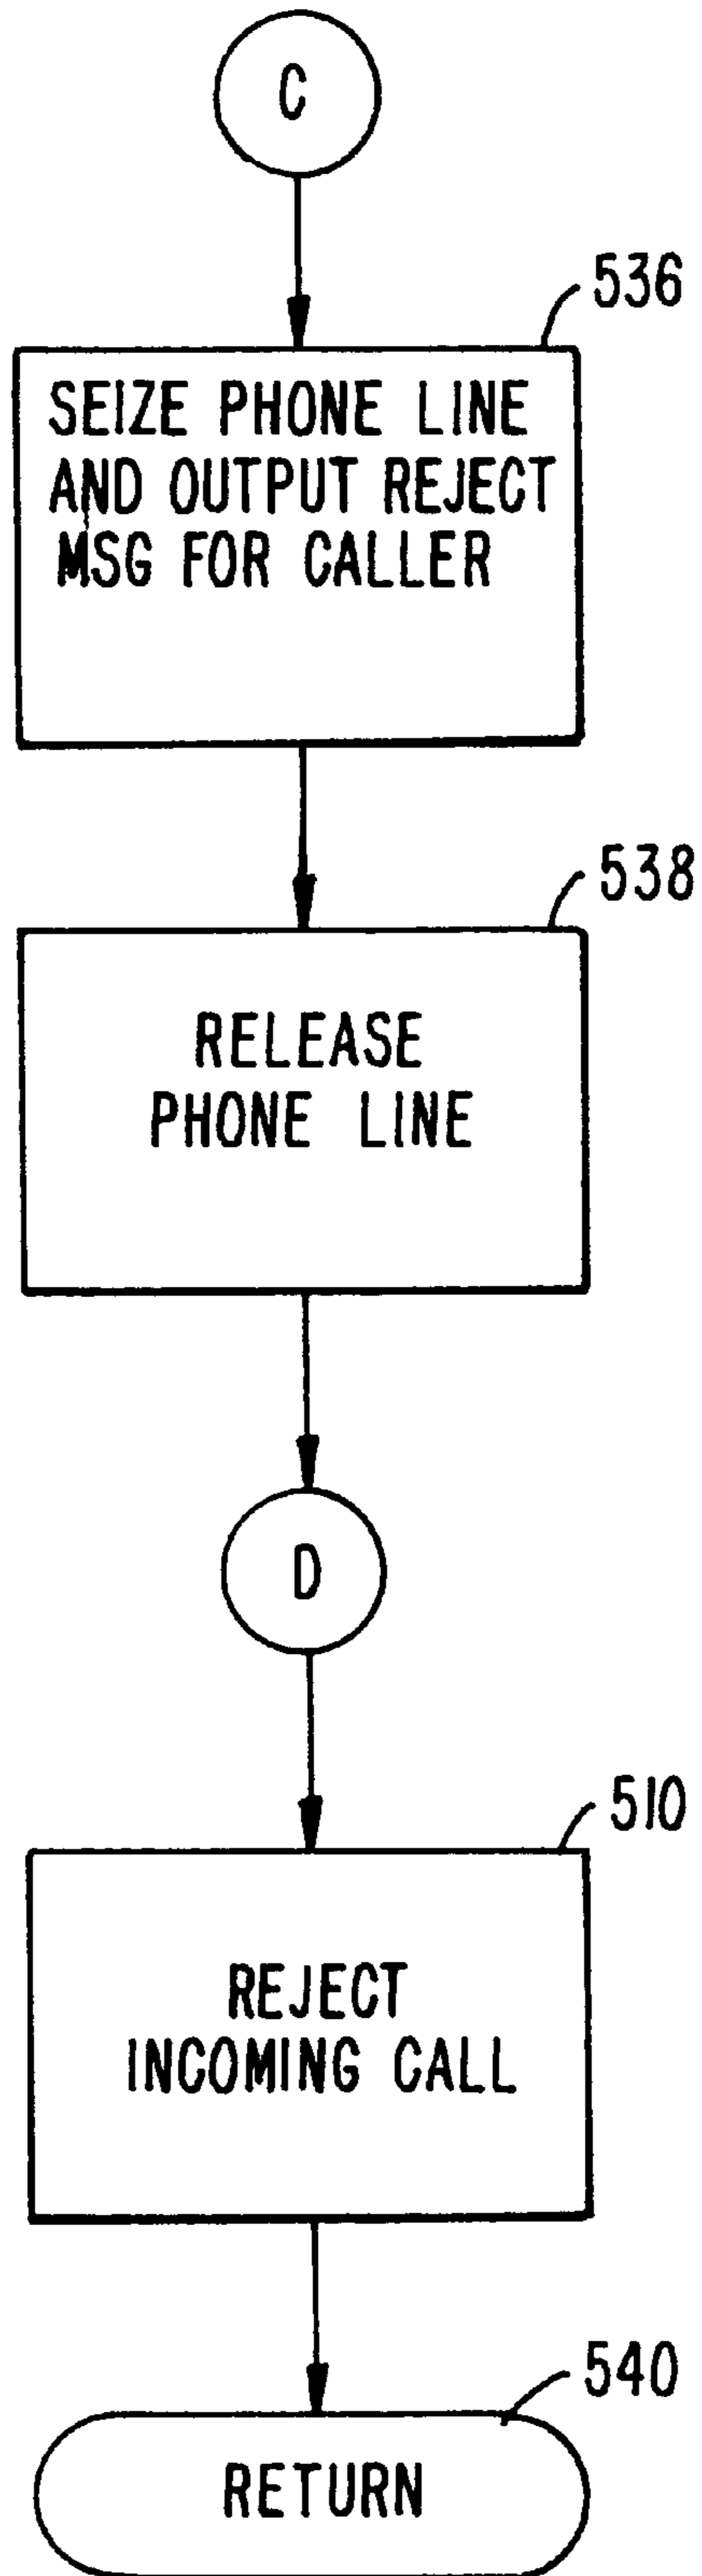 C
536
SEIZE PHONE LINE
AND OUTPUT REJECT
MSG FOR CALLER
538
RELEASE
PHONE LINE
D
510
REJECT
INCOMING CALL
540
RETURN